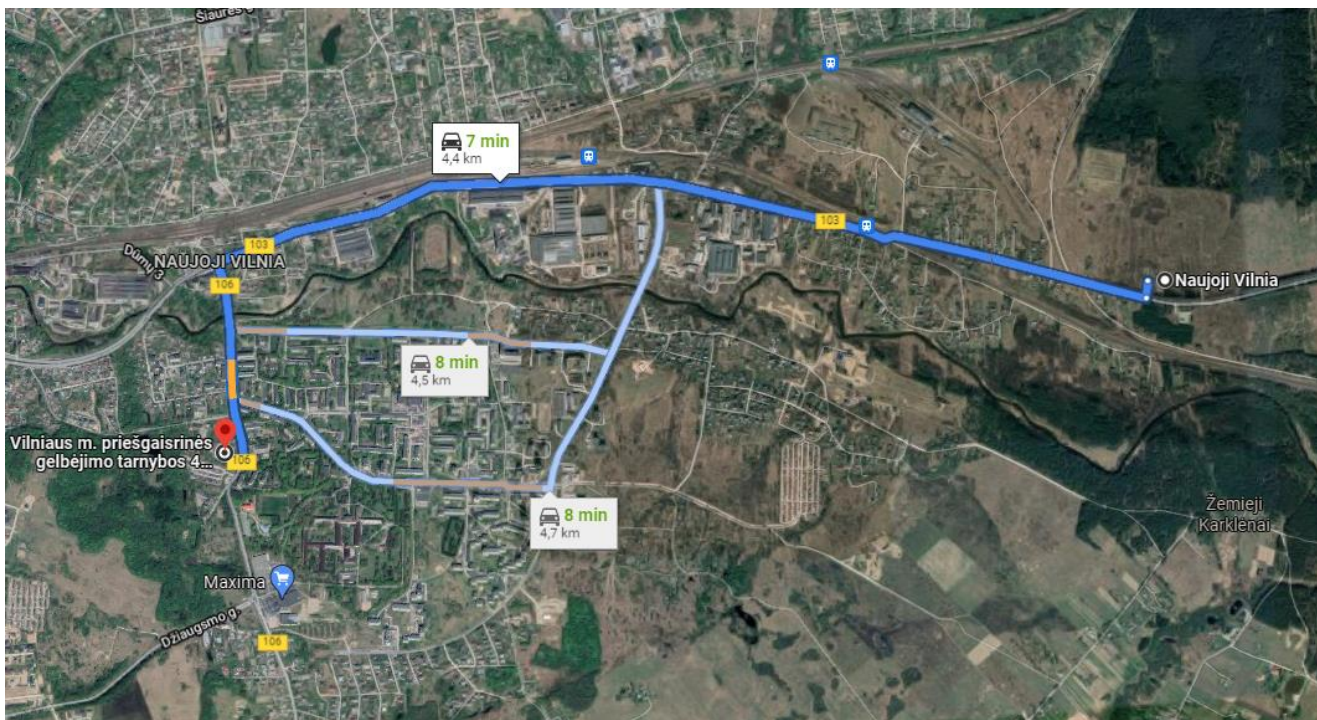 Šiaurės g
7 min
4,4 km
103
103
Dūmų g
NAUJOJI VILNIA
106
Naujoji Vilnia
8 min
4,5 km
Vilniaus m. priešgaisrinės
gelbėjimo tarnybos 4...
106
8 min
4,7 km
Žemieji
Karklėnai
Maxima
Džiaugsmo g.
106